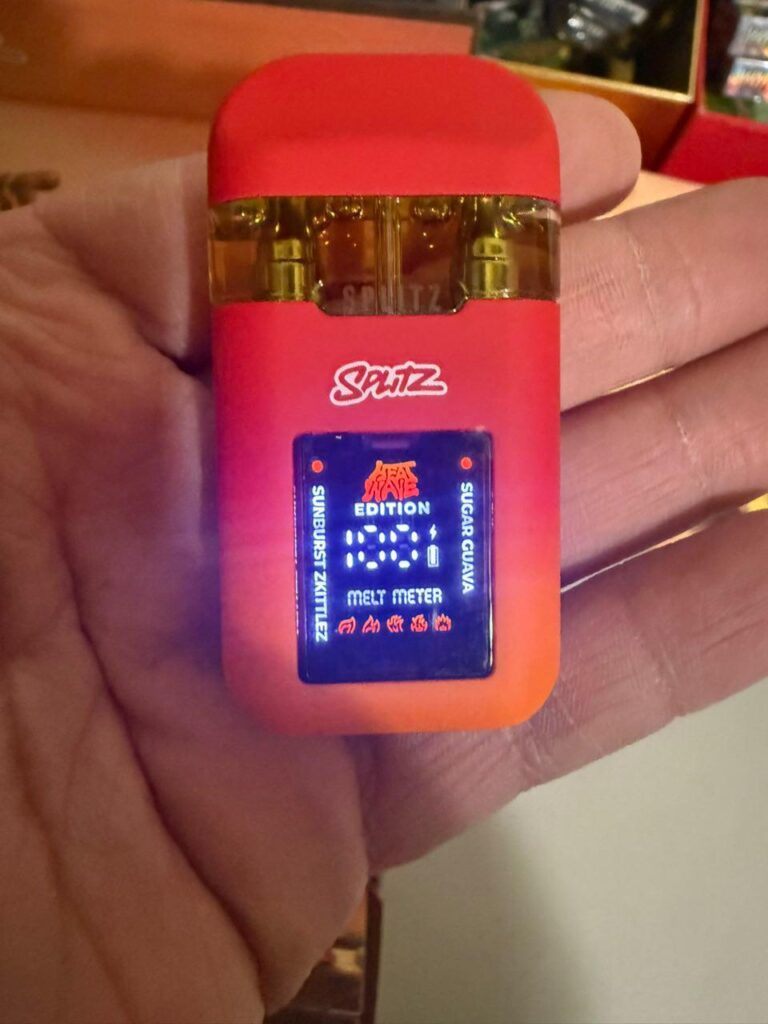 SPLITZ
SPLITZ
HEAT
WAVE
EDITION
SUNBURST ZKITTLEZ
SUGAR GUAVA
100
MELT METER